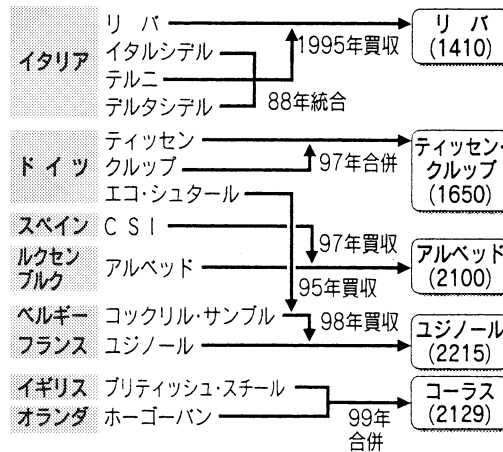 イタリア
リバ
イタルシデル
テルニ
デルタシデル
88年統合
1995年買収
リバ
(1410)
ドイツ
ティッセン
クルップ
エコ・シュタール
97年合併
ティッセン・
クルップ
(1650)
スペイン
CSI
97年買収
ルクセン
ブルク
アルベッド
95年買収
アルベッド
(2100)
ベルギー
コックリル・サンブル
98年買収
フランス
ユジノール
ユジノール
(2215)
イギリス
ブリティッシュ・スチール
オランダ
ホーゴーバン
99年
合併
コーラス
(2129)